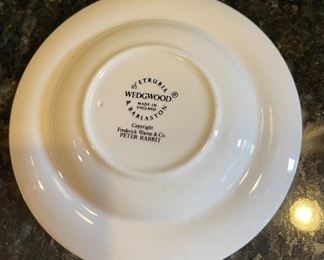 of ETRURIA
WEDGWOOD®
MADE IN
ENGLAND
& BARLASTON
Copyright
Frederick Warne & Co
PETER RABBIT